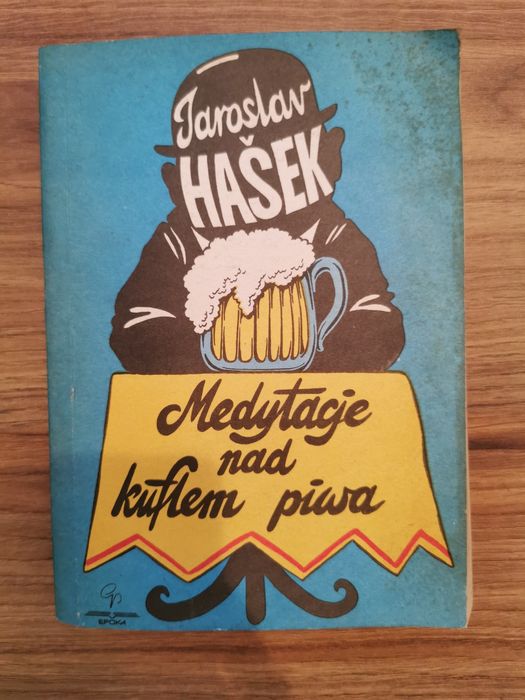 Jaroslav
HAŠEK
Medytacje
nad
kuflem piwa
EPOKA